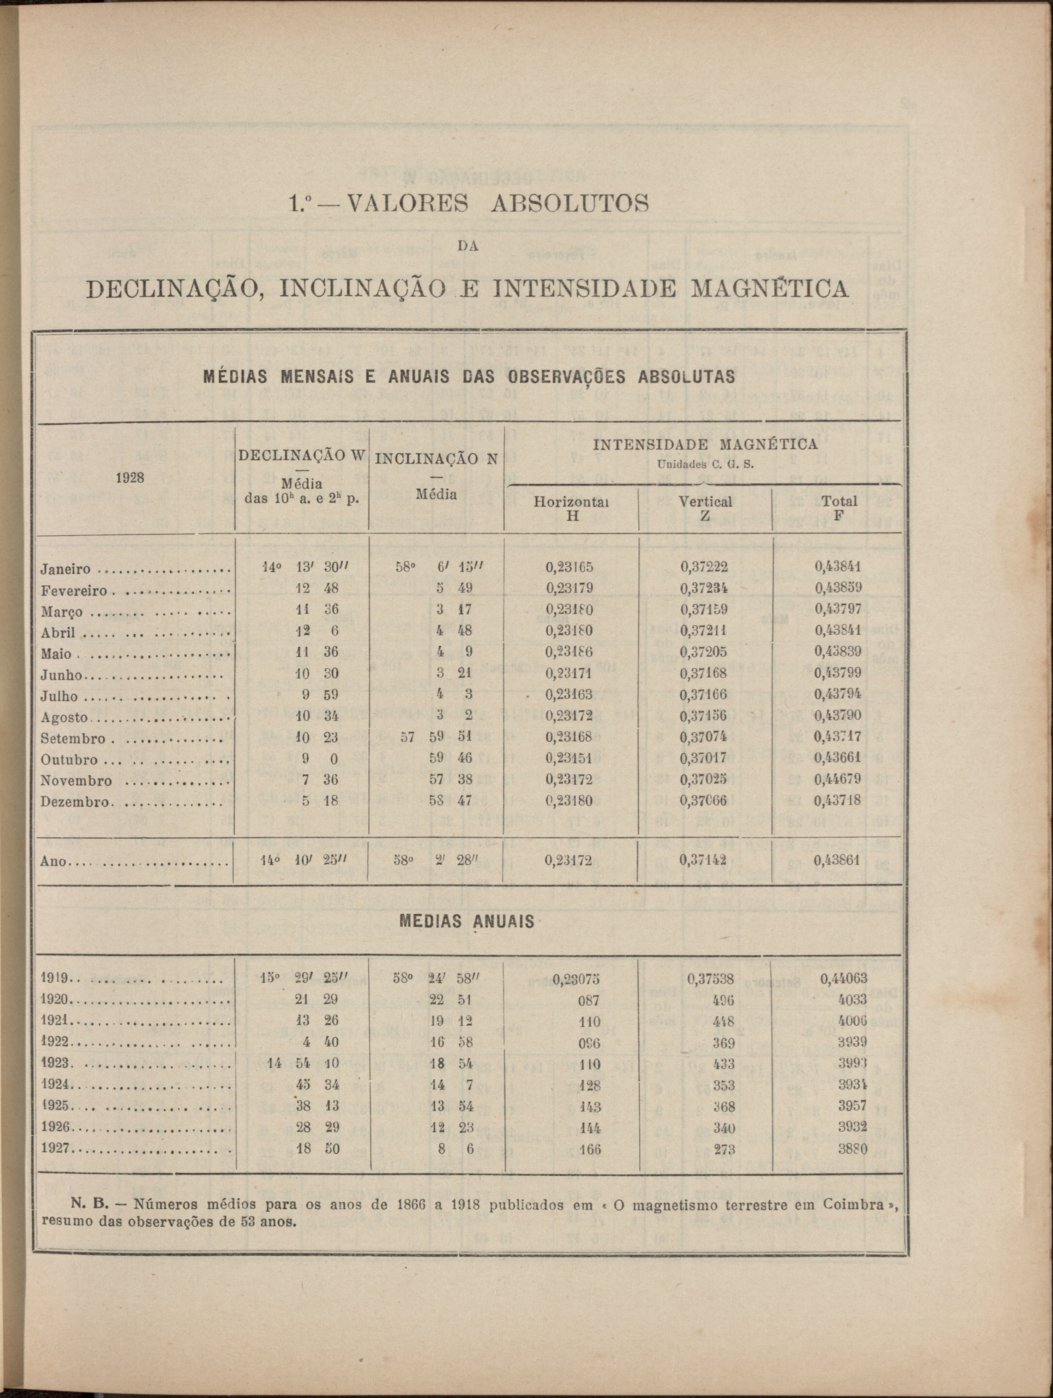 1.º — VALORES ABSOLUTOS
DA
DECLINAÇÃO, INCLINAÇÃO E INTENSIDADE MAGNÉTICA
MÉDIAS MENSAIS E ANUAIS DAS OBSERVAÇÕES ABSOLUTAS
1928 DECLINAÇÃO W — Média das 10ʰ a. e 2ʰ p. INCLINAÇÃO N — Média INTENSIDADE MAGNÉTICA
Unidades C. G. S.
Horizontal H Vertical Z Total F
Janeiro .................. 14º 13′ 30″ 58º 6′ 15″ 0,23165 0,37222 0,43841
Fevereiro . .............. 12 48 5 49 0,23179 0,37234 0,43859
Março .................. 11 36 3 17 0,23180 0,37159 0,43797
Abril .................. 12 6 4 48 0,23180 0,37211 0,43841
Maio . .................. 11 36 4 9 0,23186 0,37205 0,43839
Junho.................. 10 30 3 21 0,23171 0,37168 0,43799
Julho .................. 9 59 4 3 0,23163 0,37166 0,43794
Agosto.................. 10 34 3 2 0,23172 0,37156 0,43790
Setembro . .............. 10 23 57 59 51 0,23168 0,37074 0,43717
Outubro .................. 9 0 59 46 0,23151 0,37017 0,43661
Novembro .............. 7 36 57 38 0,23172 0,37025 0,44679
Dezembro. .............. 5 18 58 47 0,23180 0,37066 0,43718
Ano...................... 14º 10′ 25″ 58º 2′ 28″ 0,23172 0,37142 0,43861
MEDIAS ANUAIS
1919.................... 15º 29′ 25″ 58º 24′ 58″ 0,23075 0,37538 0,44063
1920.................... 21 29 22 51 087 496 4033
1921.................... 13 26 19 12 110 448 4006
1922.................... 4 40 16 58 096 369 3939
1923.................... 14 54 10 18 54 110 433 3993
1924.................... 45 34 14 7 128 353 3934
1925.................... 38 13 13 54 143 368 3957
1926.................... 28 29 12 23 144 340 3932
1927.................... 18 50 8 6 166 273 3880
N. B. — Números médios para os anos de 1866 a 1918 publicados em « O magnetismo terrestre em Coimbra »,
resumo das observações de 53 anos.